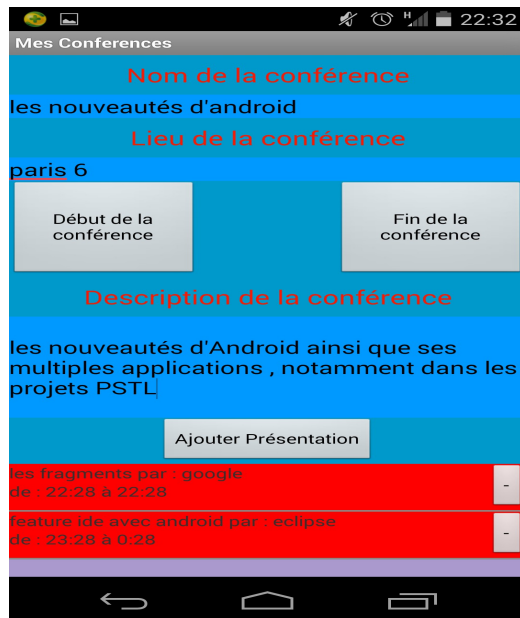 H 22:32
Mes Conferences
Nom de la conférence
les nouveautés d'android
Lieu de la conférence
paris 6
Début de la
conférence
Fin de la
conférence
Description de la conférence
les nouveautés d'Android ainsi que ses
multiples applications , notamment dans les
projets PSTL
Ajouter Présentation
les fragments par : google
de : 22:28 à 22:28
-
feature ide avec android par : eclipse
de : 23:28 à 0:28
-